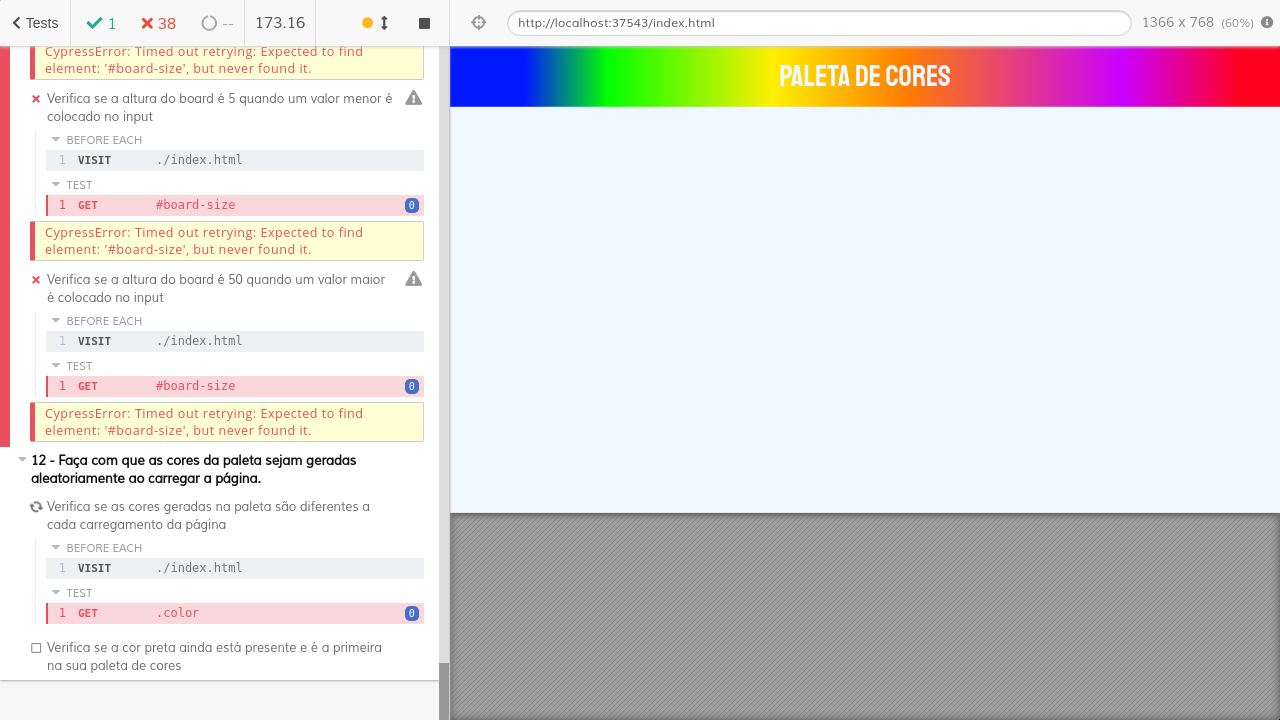 Tests
1
38
--
173.16
http://localhost:37543/index.html
1366 x 768 (60%)
CypressError: Timed out retrying: Expected to find
element: '#board-size', but never found it.
Verifica se a altura do board é 5 quando um valor menor é
colocado no input
BEFORE EACH
1 VISIT ./index.html
TEST
1 GET #board-size 0
CypressError: Timed out retrying: Expected to find
element: '#board-size', but never found it.
Verifica se a altura do board é 50 quando um valor maior
é colocado no input
BEFORE EACH
1 VISIT ./index.html
TEST
1 GET #board-size 0
CypressError: Timed out retrying: Expected to find
element: '#board-size', but never found it.
12 - Faça com que as cores da paleta sejam geradas
aleatoriamente ao carregar a página.
Verifica se as cores geradas na paleta são diferentes a
cada carregamento da página
BEFORE EACH
1 VISIT ./index.html
TEST
1 GET .color 0
Verifica se a cor preta ainda está presente e é a primeira
na sua paleta de cores
PALETA DE CORES